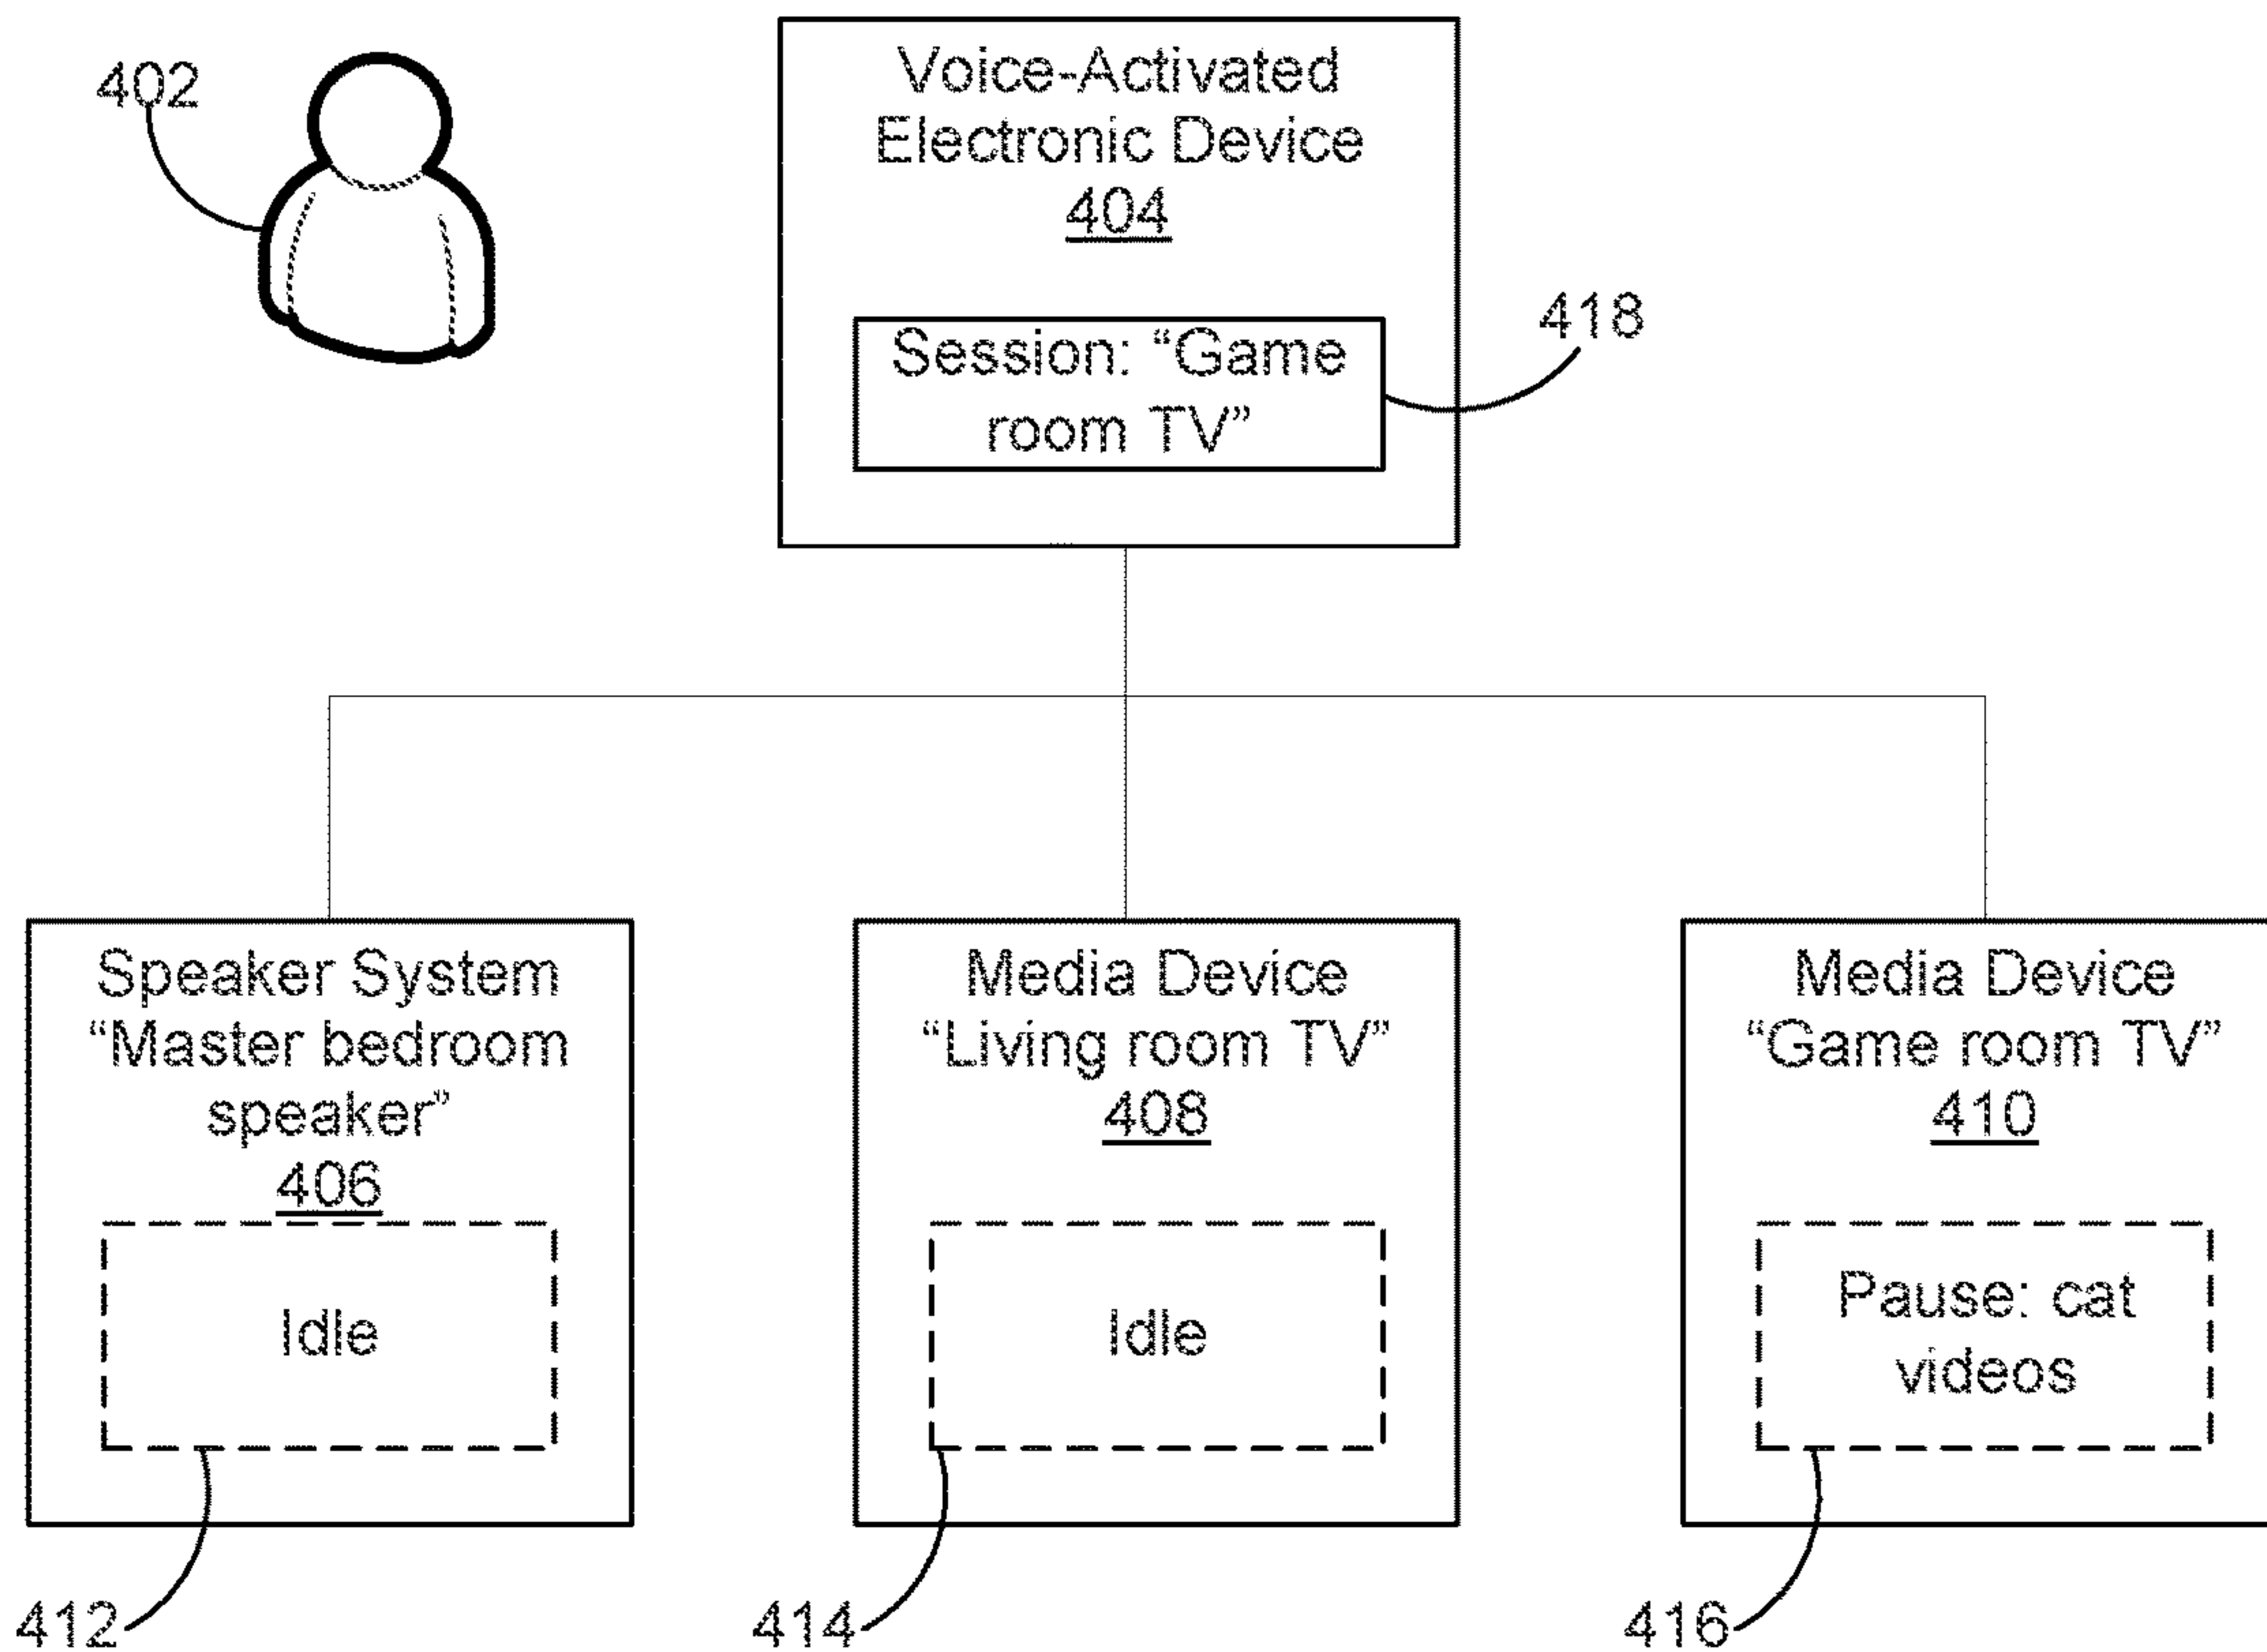 402
Voice-Activated
Electronic Device
404
Session: “Game
room TV”
418
Speaker System
“Master bedroom
speaker”
406
Idle
412
Media Device
“Living room TV”
408
Idle
414
Media Device
“Game room TV”
410
Pause: cat
videos
416